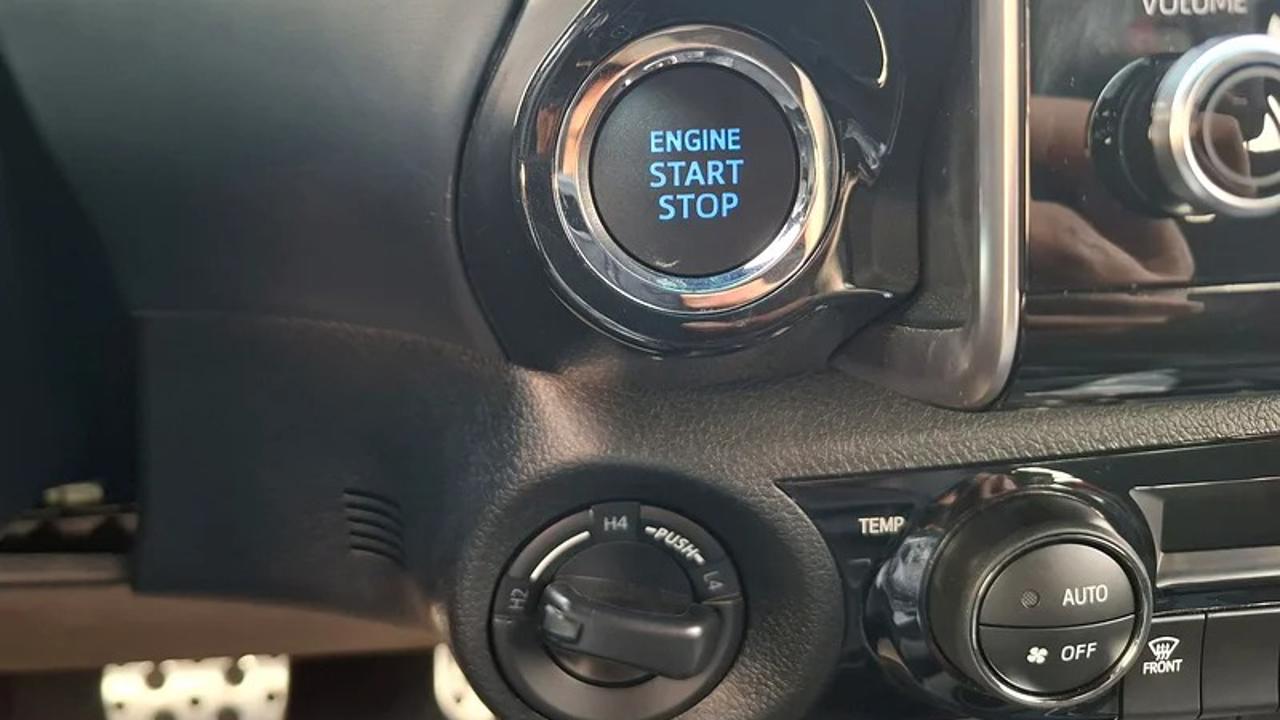 VOLUME
ENGINE
START
STOP
H4
-PUSH-
L4
H2
TEMP
AUTO
OFF
FRONT